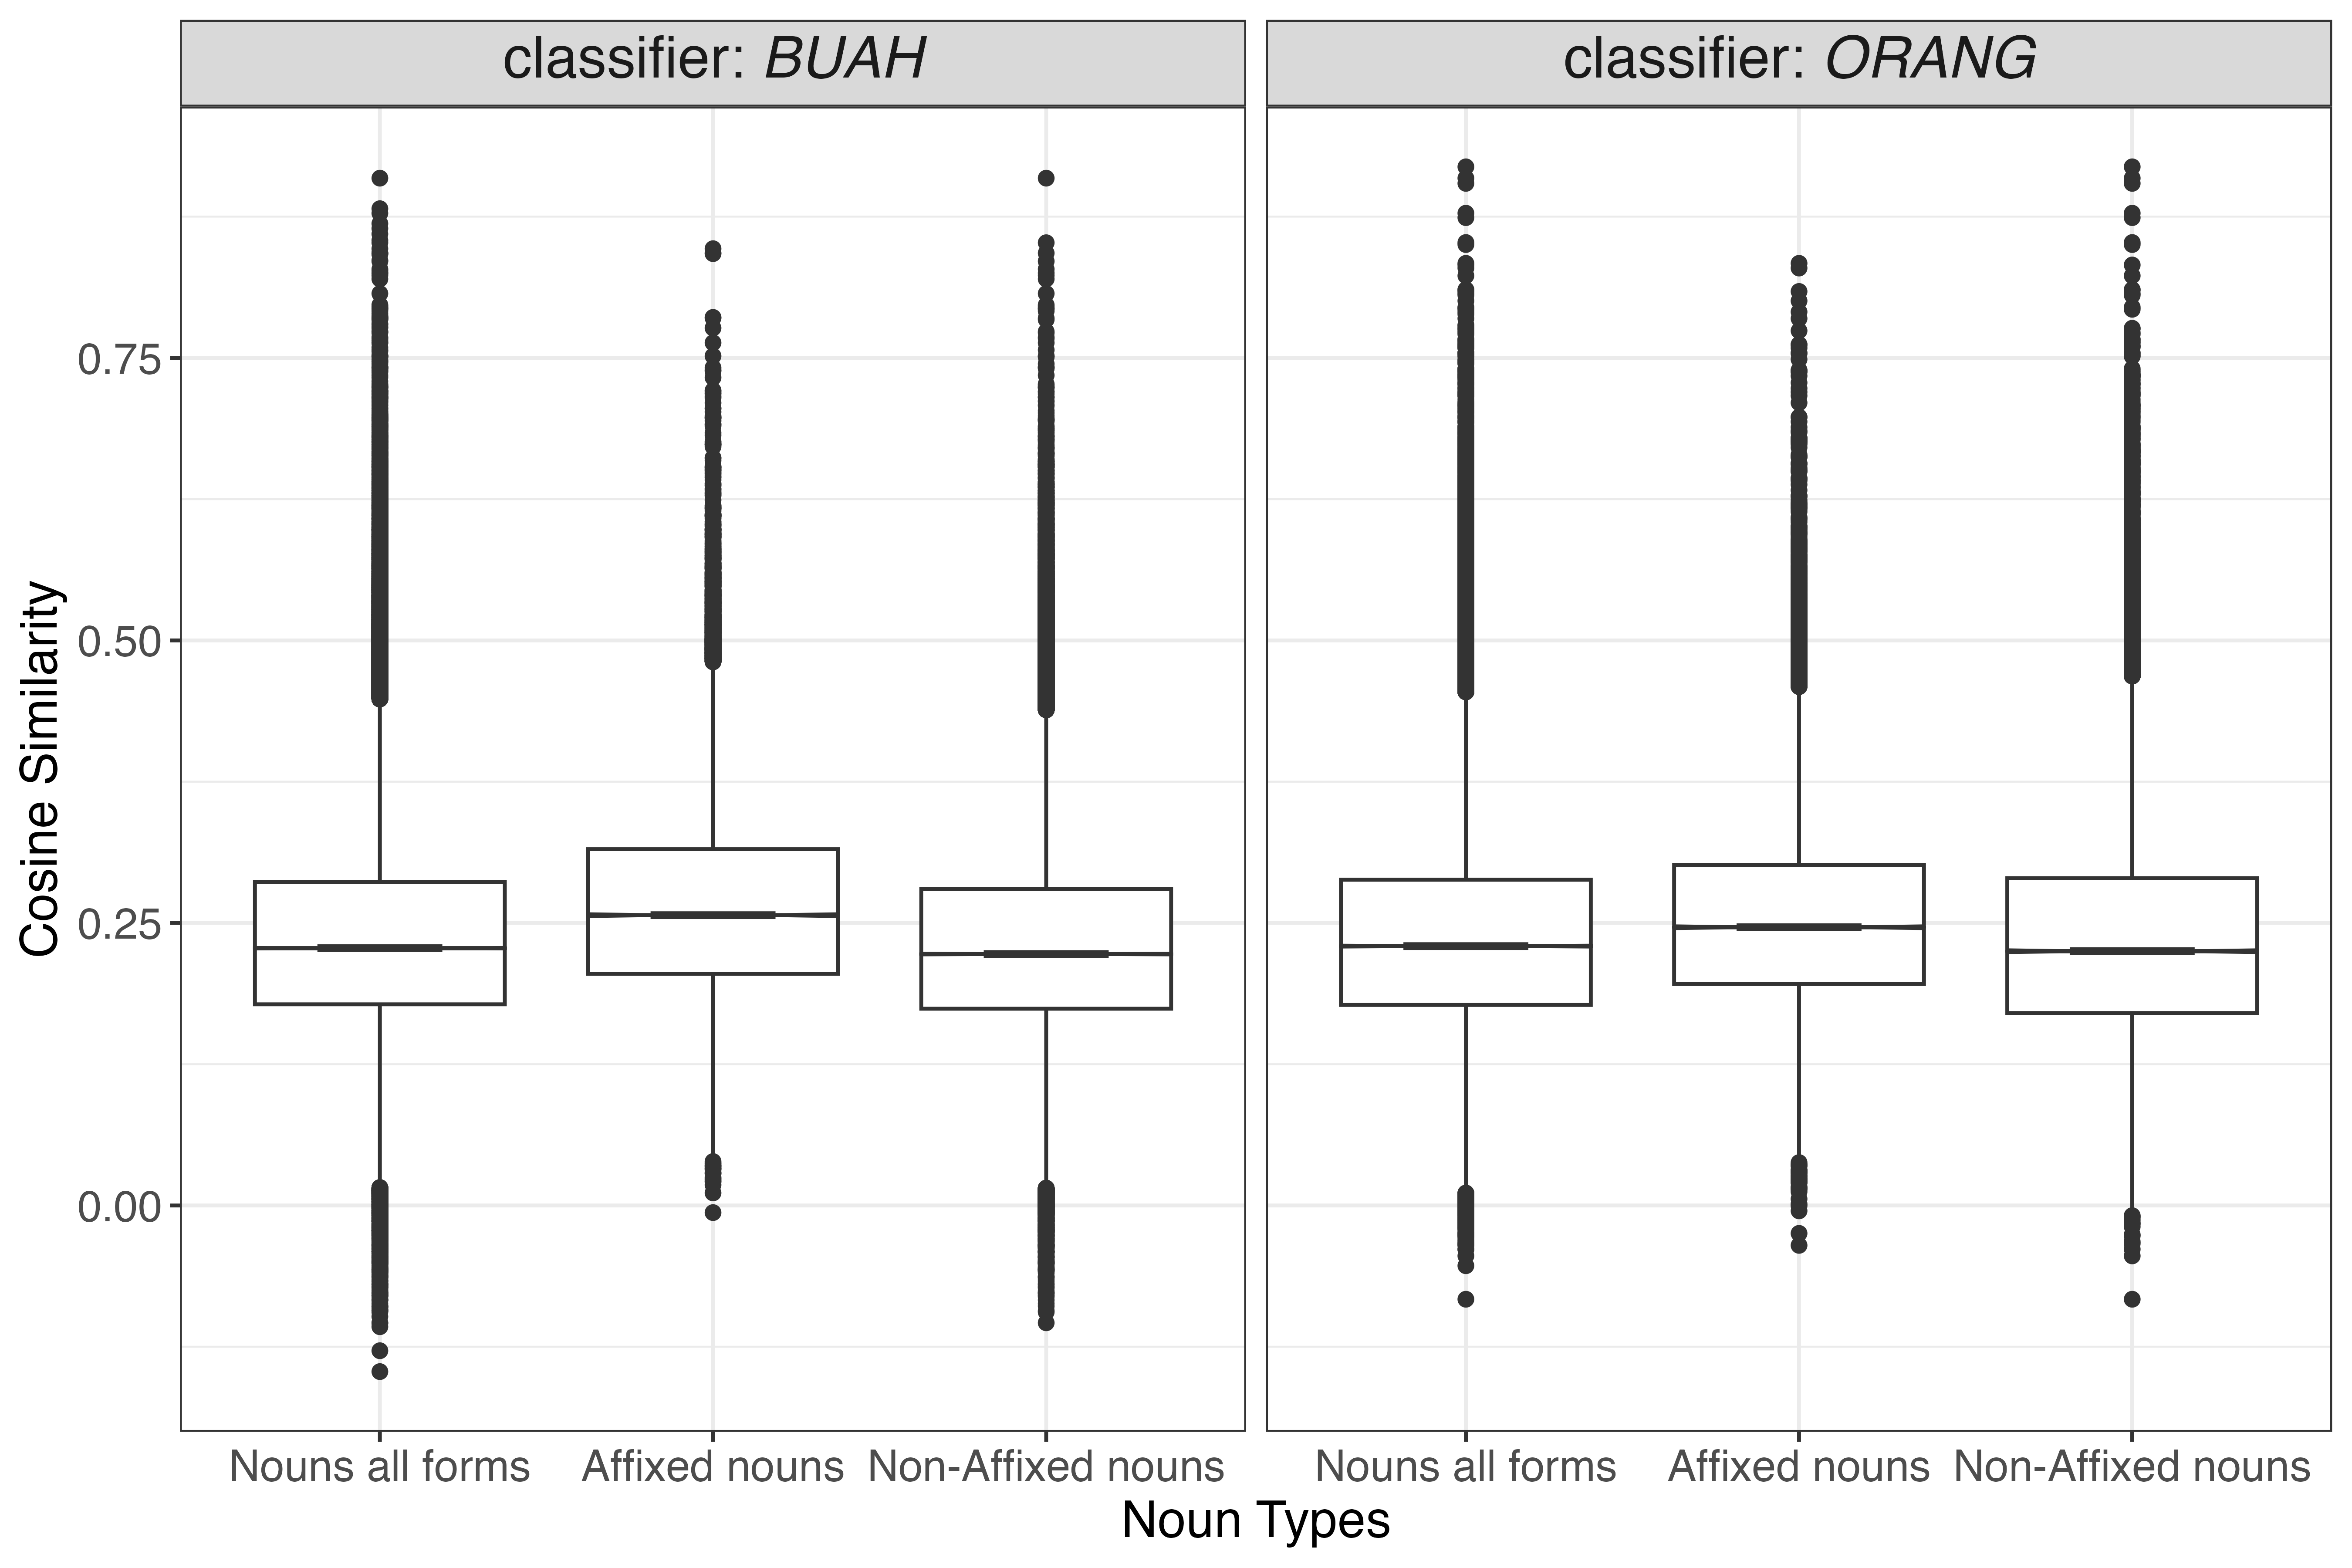 classifier: BUAH
classifier: ORANG
Cosine Similarity
0.75
0.50
0.25
0.00
Nouns all forms
Affixed nouns
Non-Affixed nouns
Nouns all forms
Affixed nouns
Non-Affixed nouns
Noun Types